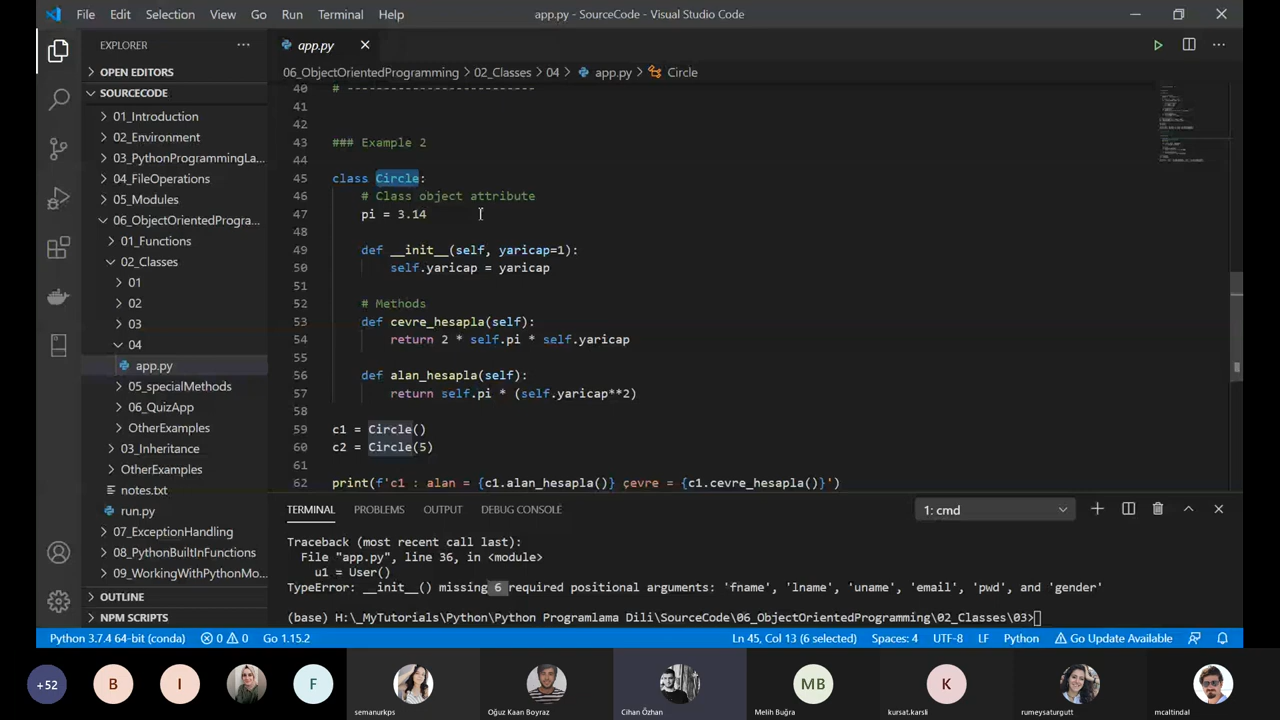 File Edit Selection View Go Run Terminal Help app.py - SourceCode - Visual Studio Code
EXPLORER
OPEN EDITORS
SOURCECODE
01_Introduction
02_Environment
03_PythonProgrammingLa...
04_FileOperations
05_Modules
06_ObjectOrientedProgra...
01_Functions
02_Classes
01
02
03
04
app.py
05_specialMethods
06_QuizApp
OtherExamples
03_Inheritance
OtherExamples
notes.txt
run.py
07_ExceptionHandling
08_PythonBuiltInFunctions
09_WorkingWithPythonMo...
OUTLINE
NPM SCRIPTS
app.py
06_ObjectOrientedProgramming > 02_Classes > 04 > app.py > Circle
40 # --------------------------
41
42
43 ### Example 2
44
45 class Circle:
46 # Class object attribute
47 pi = 3.14
48
49 def __init__(self, yaricap=1):
50 self.yaricap = yaricap
51
52 # Methods
53 def cevre_hesapla(self):
54 return 2 * self.pi * self.yaricap
55
56 def alan_hesapla(self):
57 return self.pi * (self.yaricap**2)
58
59 c1 = Circle()
60 c2 = Circle(5)
61
62 print(f'c1 : alan = {c1.alan_hesapla()} çevre = {c1.cevre_hesapla()}')
TERMINAL PROBLEMS OUTPUT DEBUG CONSOLE 1: cmd
Traceback (most recent call last):
File "app.py", line 36, in <module>
u1 = User()
TypeError: __init__() missing 6 required positional arguments: 'fname', 'lname', 'uname', 'email', 'pwd', and 'gender'
(base) H:\_MyTutorials\Python\Python Programlama Dili\SourceCode\06_ObjectOrientedProgramming\02_Classes\03>
Python 3.7.4 64-bit (conda) 0 0 Go 1.15.2 Ln 45, Col 13 (6 selected) Spaces: 4 UTF-8 LF Python Go Update Available
+52 B I F MB K
semanurkps Oğuz Kaan Boyraz Cihan Özhan Melih Buğra kursat.karsli rumeysaturgutt mcaltindal